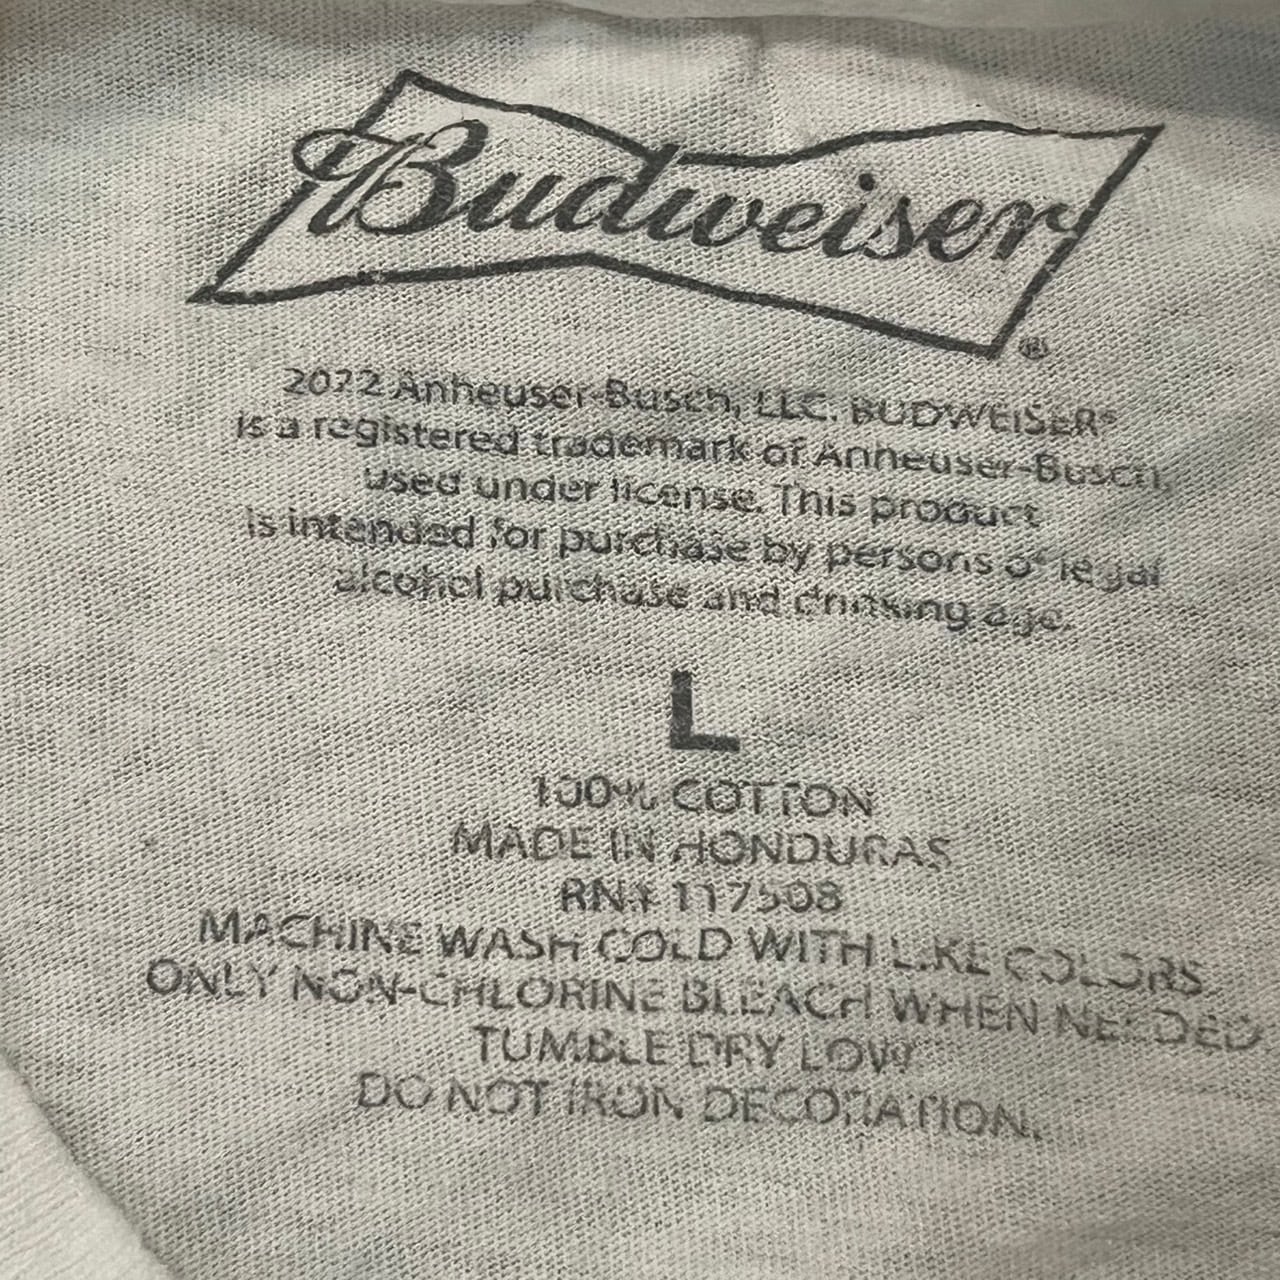 Budweiser®
2022 Anheuser-Busch, LLC. BUDWEISER®
is a registered trademark of Anheuser-Busch,
used under license. This product
is intended for purchase by persons of legal
alcohol purchase and drinking age.
L
100% COTTON
MADE IN HONDURAS
RN# 117508
MACHINE WASH COLD WITH LIKE COLORS
ONLY NON-CHLORINE BLEACH WHEN NEEDED
TUMBLE DRY LOW
DO NOT IRON DECORATION.